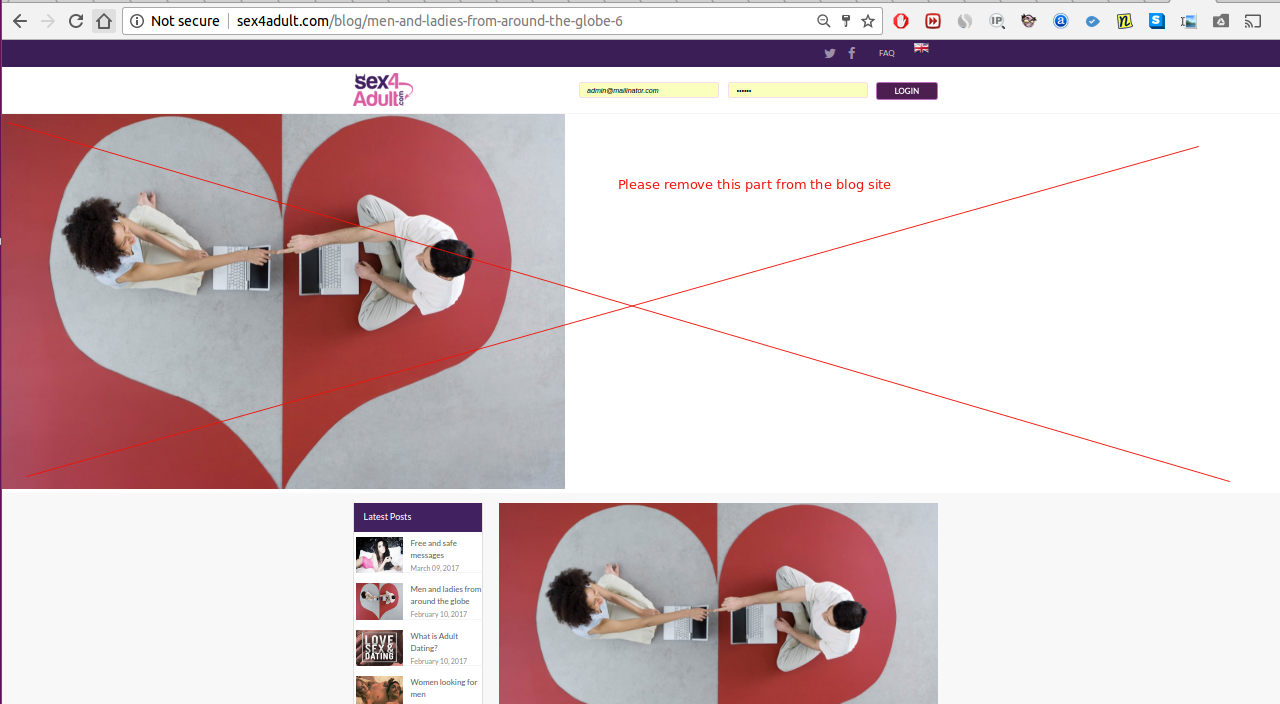 Not secure | sex4adult.com/blog/men-and-ladies-from-around-the-globe-6
FAQ
sex4
Adult.com
admin@mailinator.com
••••••
LOGIN
Please remove this part from the blog site
Latest Posts
Free and safe
messages
March 09, 2017
Men and ladies from
around the globe
February 10, 2017
LOVE
SEX&
DATING
What is Adult
Dating?
February 10, 2017
Women looking for
men